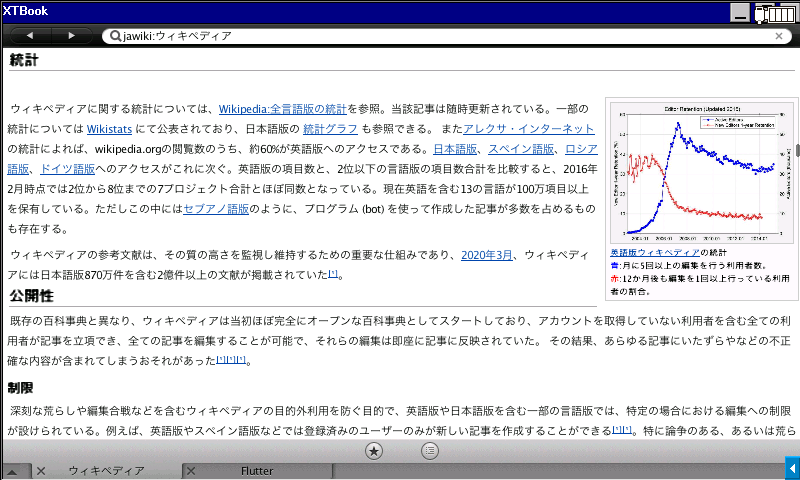 XTBook
jawiki:ウィキペディア
統計
ウィキペディアに関する統計については、Wikipedia:全言語版の統計を参照。当該記事は随時更新されている。一部の
統計については Wikistats にて公表されており、日本語版の 統計グラフ も参照できる。 またアレクサ・インターネット
の統計によれば、wikipedia.orgの閲覧数のうち、約60%が英語版へのアクセスである。日本語版、スペイン語版、ロシア
語版、ドイツ語版へのアクセスがこれに次ぐ。英語版の項目数と、2位以下の言語版の項目数合計を比較すると、2016年
2月時点では2位から8位までの7プロジェクト合計とほぼ同数となっている。現在英語を含む13の言語が100万項目以上
を保有している。ただしこの中にはセブアノ語版のように、プログラム (bot) を使って作成した記事が多数を占めるもの
も存在する。
Editor Retention (Updated 2015)
Active Editors
New Editors 1-year Retention
英語版ウィキペディアの統計
青:月に5回以上の編集を行う利用者数。
赤:12か月後も編集を1回以上行っている利用
者の割合。
ウィキペディアの参考文献は、その質の高さを監視し維持するための重要な仕組みであり、2020年3月、ウィキペディ
アには日本語版870万件を含む2億件以上の文献が掲載されていた[*]。
公開性
既存の百科事典と異なり、ウィキペディアは当初ほぼ完全にオープンな百科事典としてスタートしており、アカウントを取得していない利用者を含む全ての利
用者が記事を立項でき、全ての記事を編集することが可能で、それらの編集は即座に記事に反映されていた。 その結果、あらゆる記事にいたずらやなどの不正
確な内容が含まれてしまうおそれがあった[*][*][*]。
制限
深刻な荒らしや編集合戦などを含むウィキペディアの目的外利用を防ぐ目的で、英語版や日本語版を含む一部の言語版では、特定の場合における編集への制限
が設けられている。例えば、英語版やスペイン語版などでは登録済みのユーザーのみが新しい記事を作成することができる[*][*]。特に論争のある、あるいは荒ら
ウィキペディア
Flutter